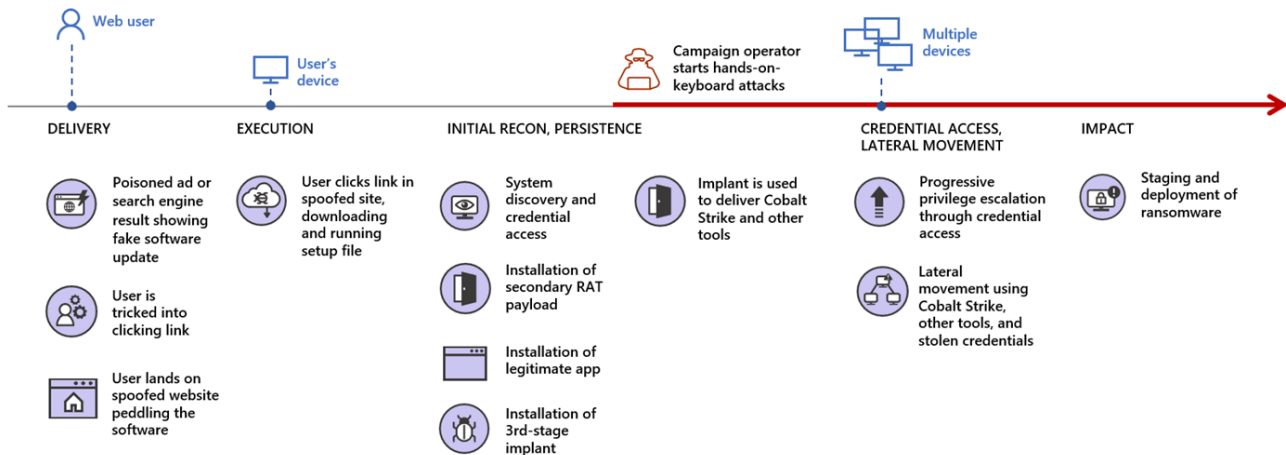 Web user
User's
device
Campaign operator
starts hands-on-
keyboard attacks
Multiple
devices
DELIVERY
EXECUTION
INITIAL RECON, PERSISTENCE
CREDENTIAL ACCESS,
LATERAL MOVEMENT
IMPACT
Poisoned ad or
search engine
result showing
fake software
update
User is
tricked into
clicking link
User lands on
spoofed website
peddling the
software
User clicks link in
spoofed site,
downloading
and running
setup file
System
discovery and
credential
access
Installation of
secondary RAT
payload
Installation of
legitimate app
Installation of
3rd-stage
implant
Implant is used
to deliver Cobalt
Strike and other
tools
Progressive
privilege escalation
through credential
access
Lateral
movement using
Cobalt Strike,
other tools, and
stolen credentials
Staging and
deployment of
ransomware